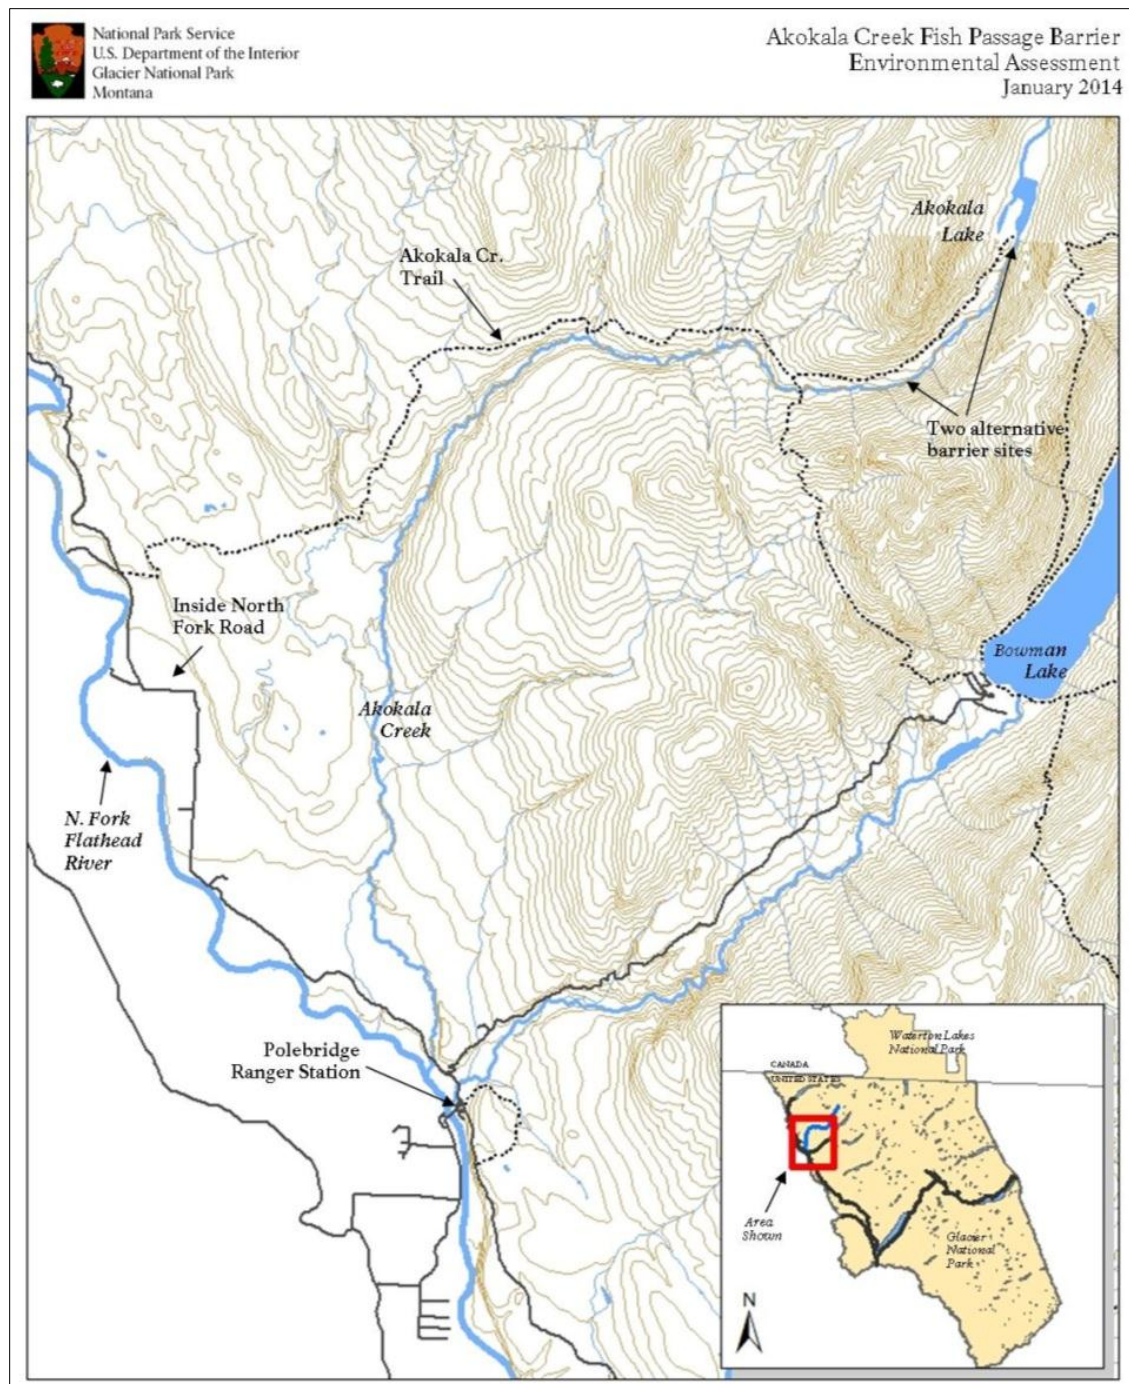 National Park Service
U.S. Department of the Interior
Glacier National Park
Montana
Akokala Creek Fish Passage Barrier
Environmental Assessment
January 2014
Akokala
Lake
Akokala Cr.
Trail
Two alternative
barrier sites
Inside North
Fork Road
Bowman
Lake
Akokala
Creek
N. Fork
Flathead
River
Polebridge
Ranger Station
Waterton Lakes
National Park
CANADA
UNITED STATES
Area
Shown
Glacier
National
Park
N